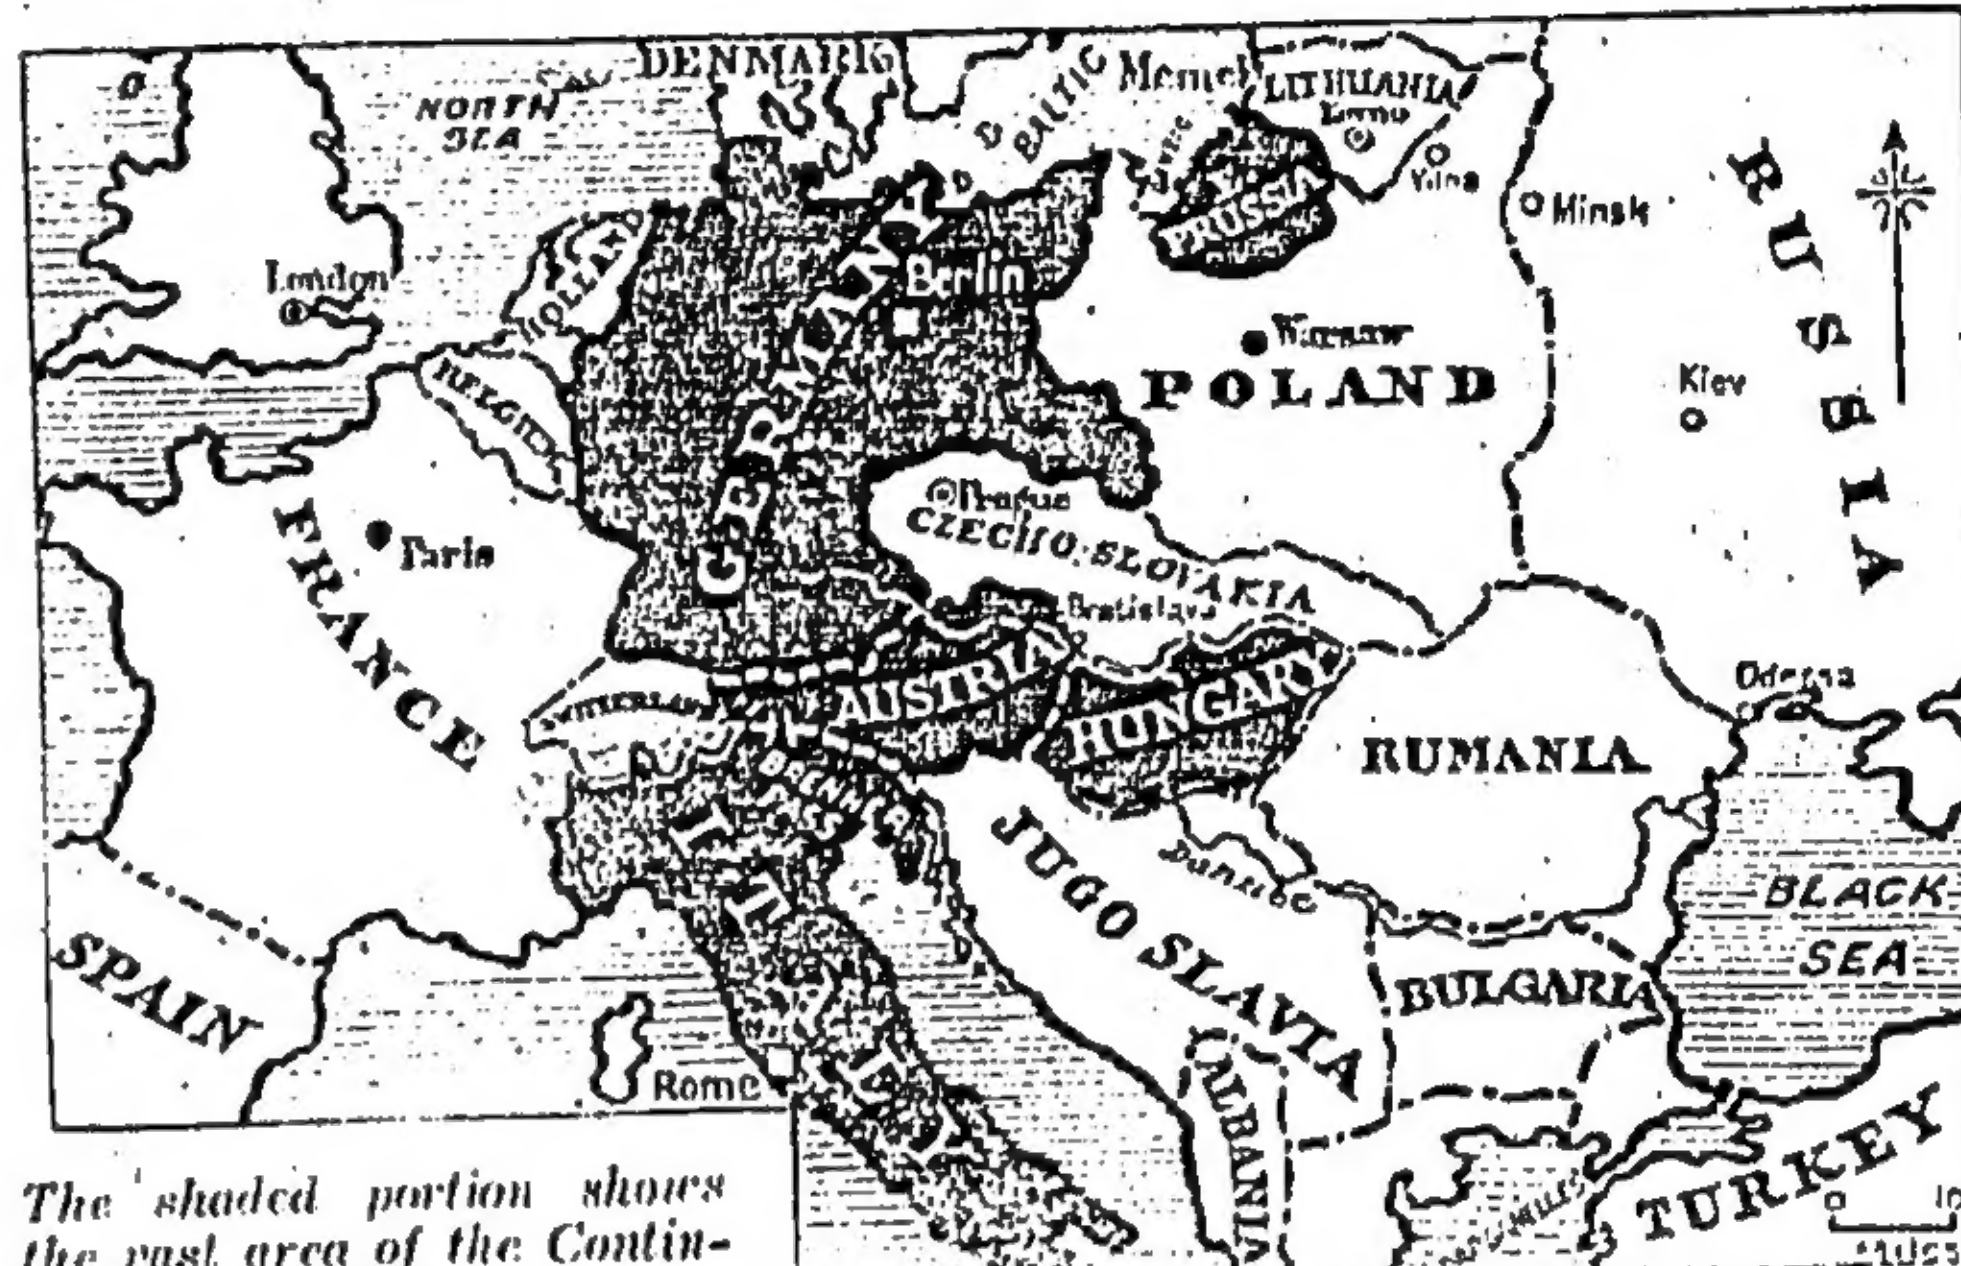 DENMARK
NORTH
SEA
BALTIC
Memel
LITHUANIA
Vilna
Minsk
RUSSIA
London
HOLLAND
GERMANY
Berlin
PRUSSIA
Warsaw
POLAND
Kiev
BELGIUM
Paris
FRANCE
Prague
CZECHO-SLOVAKIA
Bratislava
SWITZERLAND
AUSTRIA
HUNGARY
Odessa
RUMANIA
BRENNER
PASS
ITALY
JUGO SLAVIA
Danube
BLACK
SEA
BULGARIA
SPAIN
Rome
ALBANIA
TURKEY
Miles
The shaded portion shows
the vast area of the Contin-